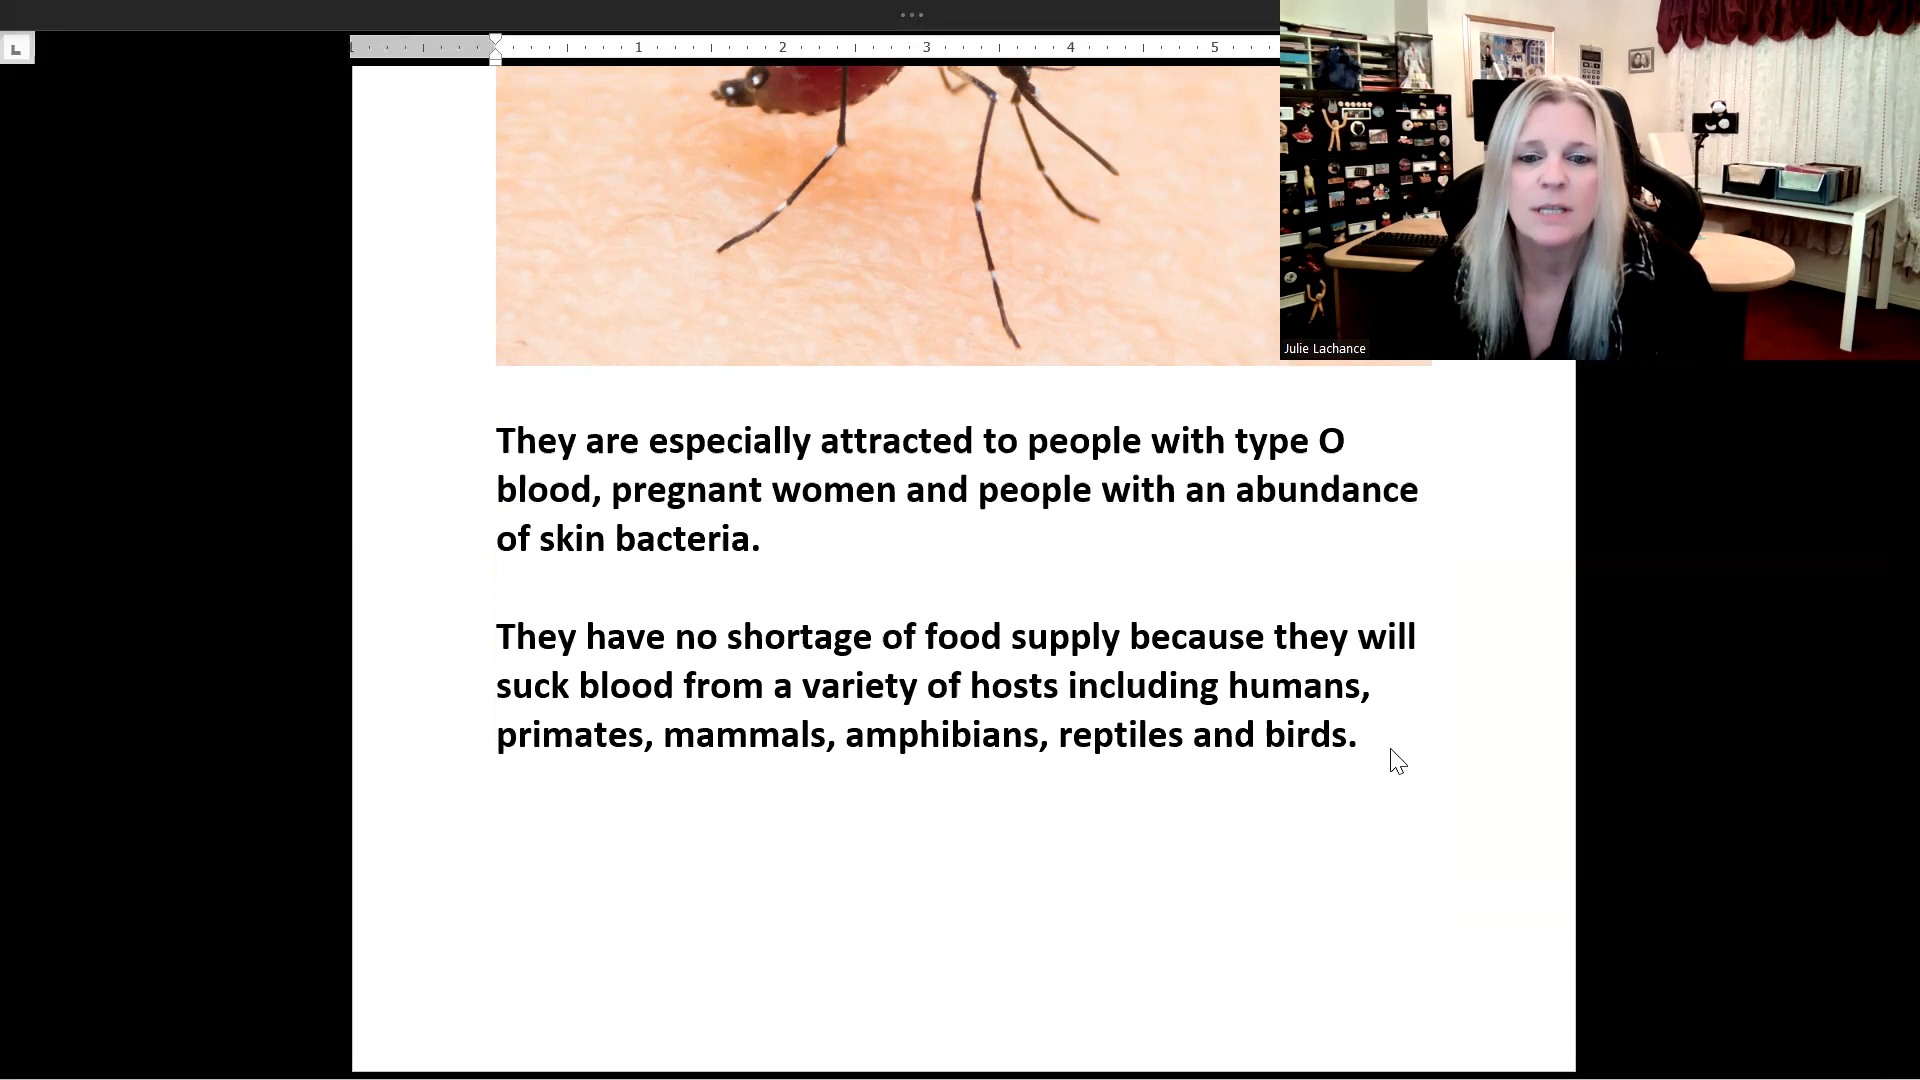 1 1 2 3 4 5
Julie Lachance
They are especially attracted to people with type O
blood, pregnant women and people with an abundance
of skin bacteria.
They have no shortage of food supply because they will
suck blood from a variety of hosts including humans,
primates, mammals, amphibians, reptiles and birds.